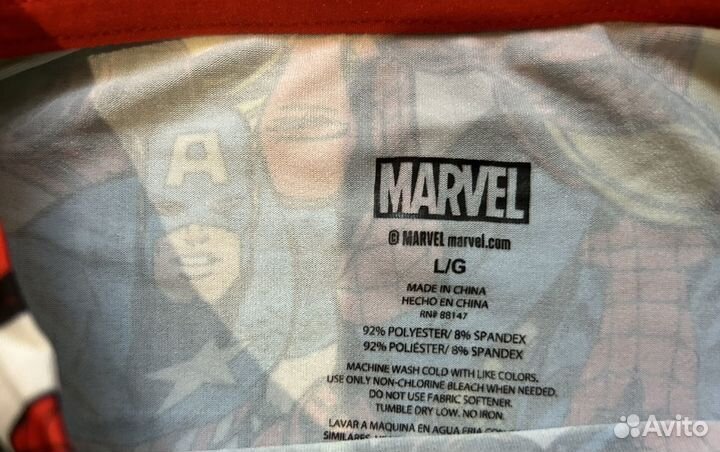 A
MARVEL
© MARVEL marvel.com
L/G
MADE IN CHINA
HECHO EN CHINA
RN# 88147
92% POLYESTER/ 8% SPANDEX
92% POLIÉSTER/ 8% SPANDEX
MACHINE WASH COLD WITH LIKE COLORS.
USE ONLY NON-CHLORINE BLEACH WHEN NEEDED.
DO NOT USE FABRIC SOFTENER.
TUMBLE DRY LOW. NO IRON.
LAVAR A MAQUINA EN AGUA FRIA
SIMILARES.
Avito